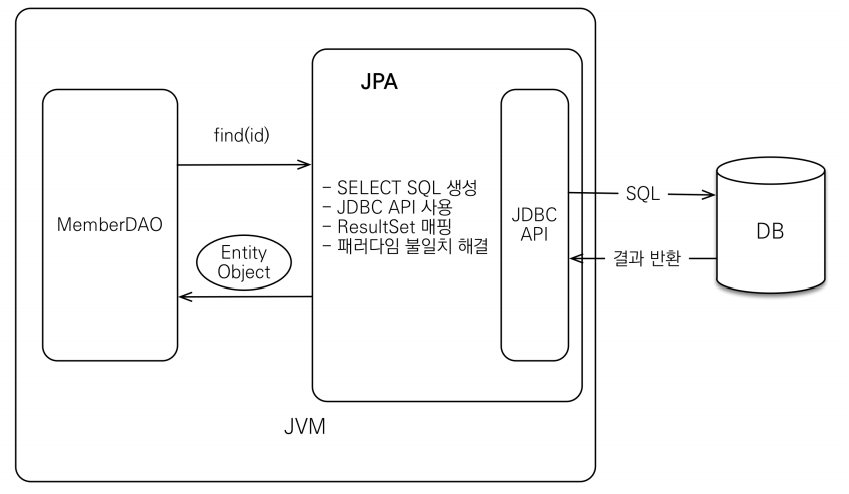 JPA
find(id)
- SELECT SQL 생성
- JDBC API 사용
- ResultSet 매핑
- 패러다임 불일치 해결
MemberDAO
Entity
Object
JDBC
API
SQL
결과 반환
DB
JVM